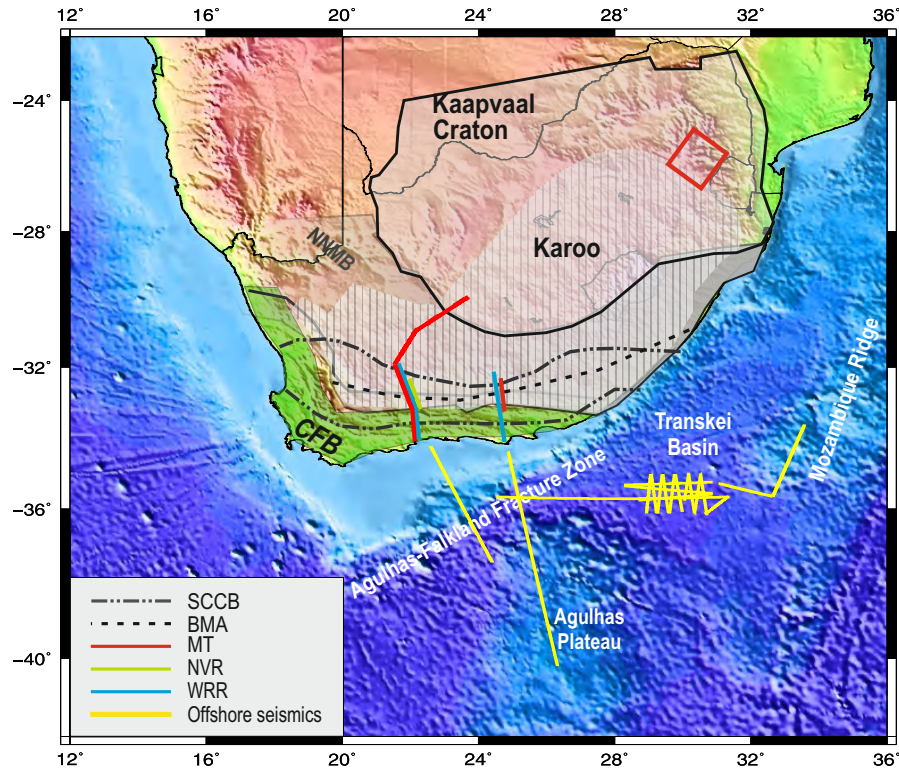 12° 16° 20° 24° 28° 32° 36°
−24°
−28°
−32°
−36°
−40°
Kaapvaal
Craton
Karoo
NNMB
CFB
Transkei
Basin
Mozambique Ridge
Agulhas-Falkland Fracture Zone
Agulhas
Plateau
SCCB
BMA
MT
NVR
WRR
Offshore seismics
12° 16° 20° 24° 28° 32° 36°